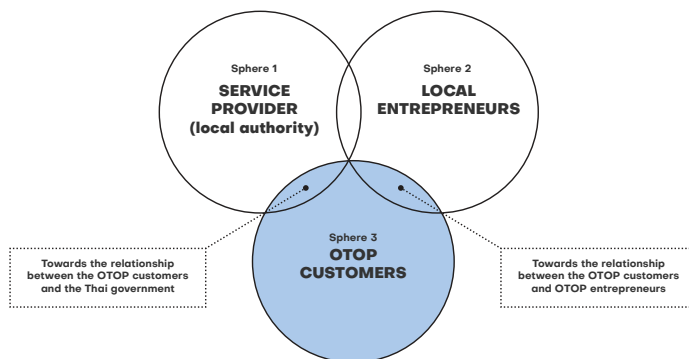 Sphere 1
SERVICE
PROVIDER
(local authority)
Sphere 2
LOCAL
ENTREPRENEURS
Sphere 3
OTOP
CUSTOMERS
Towards the relationship
between the OTOP customers
and the Thai government
Towards the relationship
between the OTOP customers
and OTOP entrepreneurs